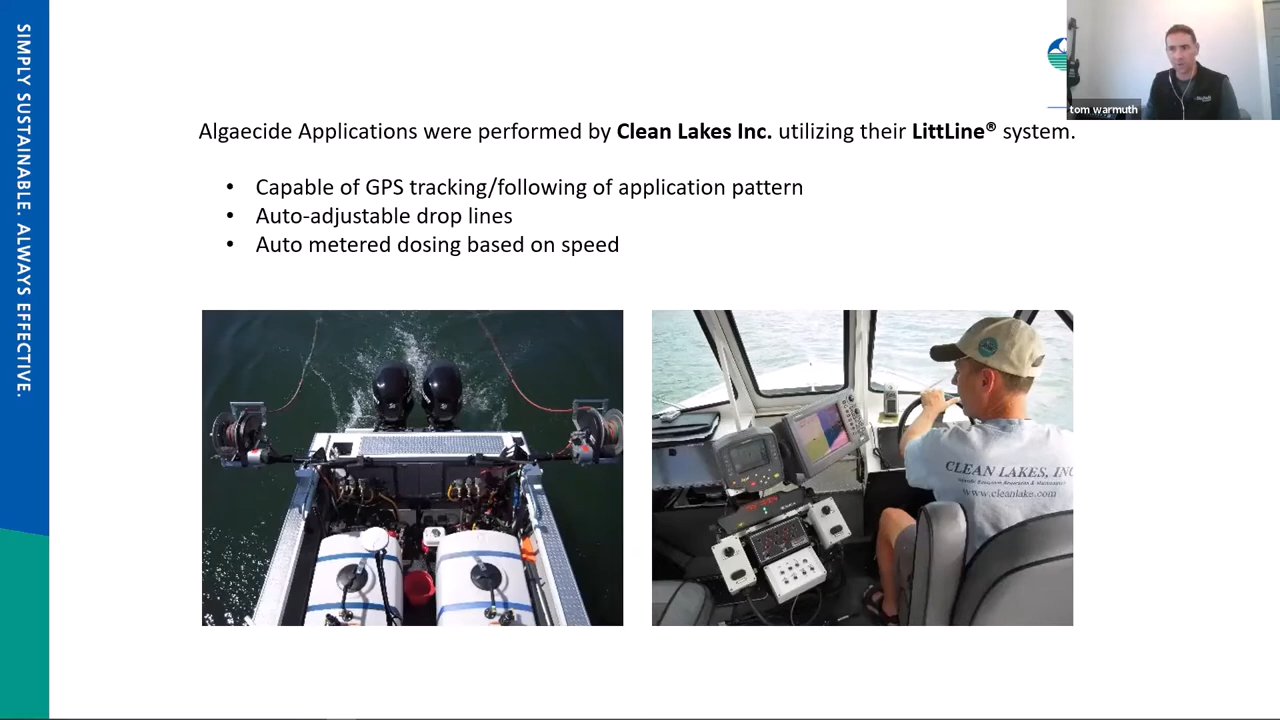 SIMPLY SUSTAINABLE. ALWAYS EFFECTIVE.
tom warmuth
Algaecide Applications were performed by Clean Lakes Inc. utilizing their LittLine® system.
• Capable of GPS tracking/following of application pattern
• Auto-adjustable drop lines
• Auto metered dosing based on speed
CLEAN LAKES, INC
www.cleanlake.com